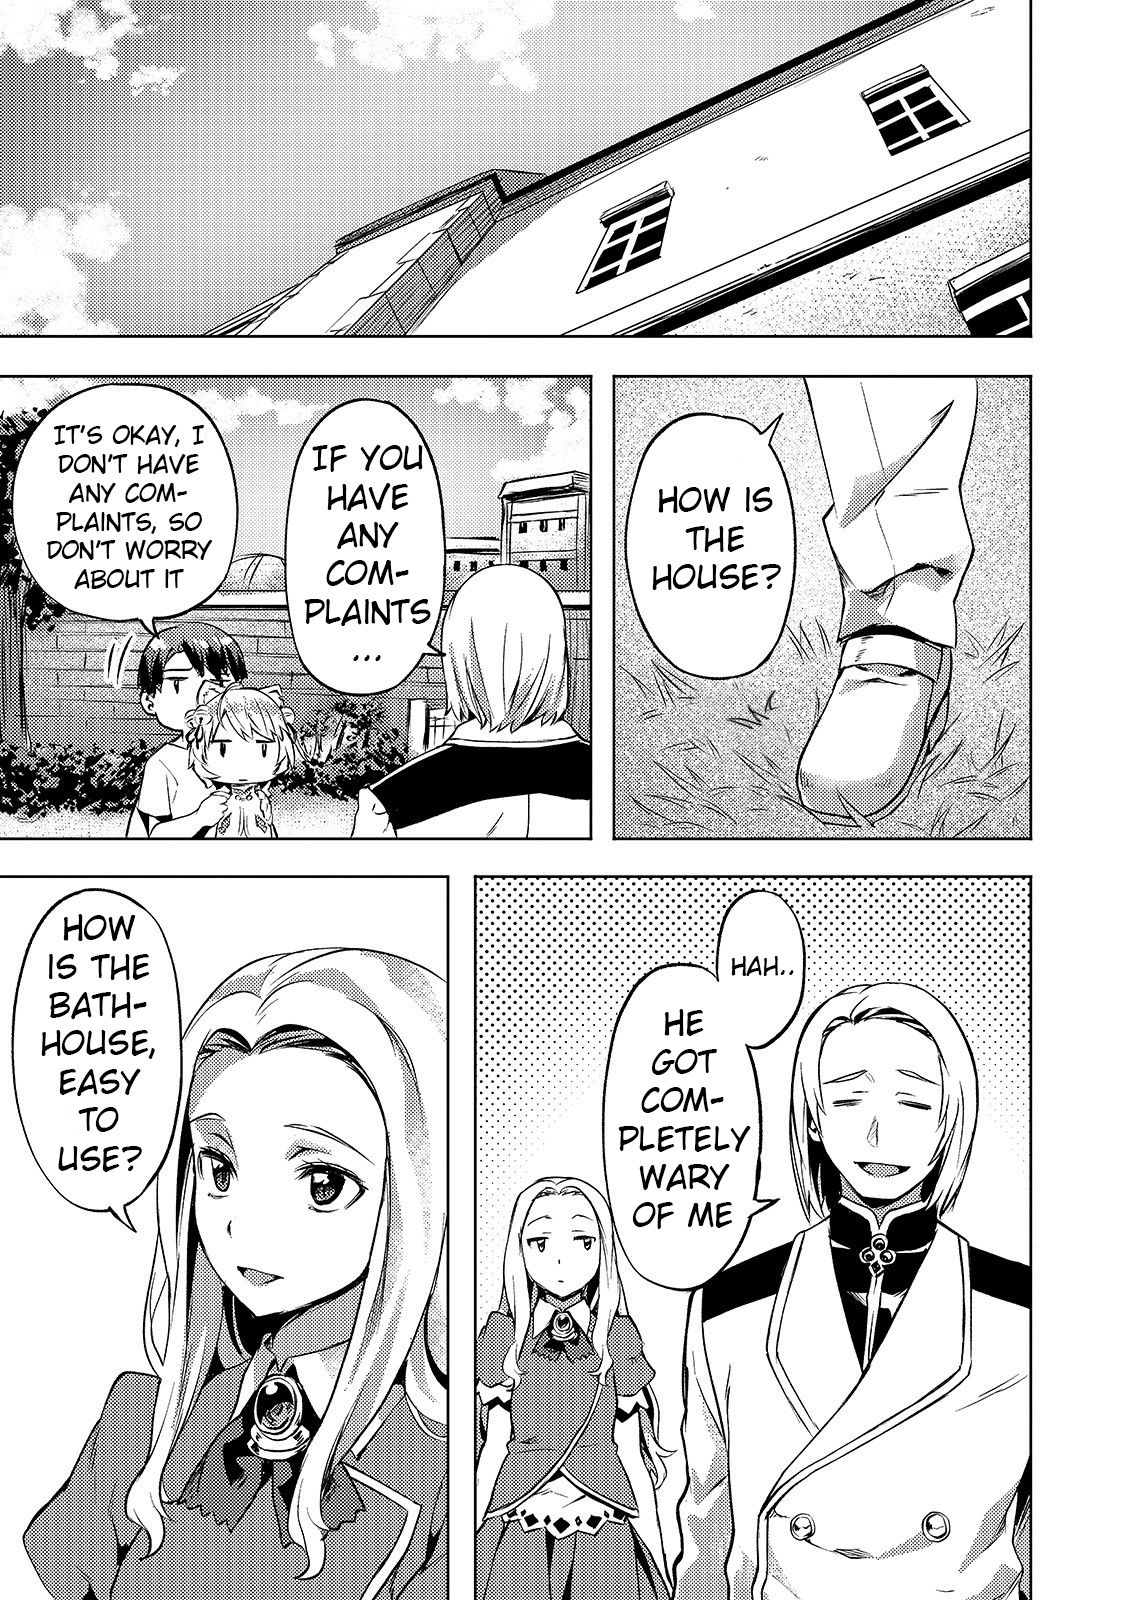 HOW IS
THE
HOUSE?
IF YOU
HAVE
ANY
COM-
PLAINTS
...
IT'S OKAY, I
DON'T HAVE
ANY COM-
PLAINTS, SO
DON'T WORRY
ABOUT IT
HAH..
HE
GOT
COM-
PLETELY
WARY
OF ME
HOW
IS THE
BATH-
HOUSE,
EASY
TO
USE?